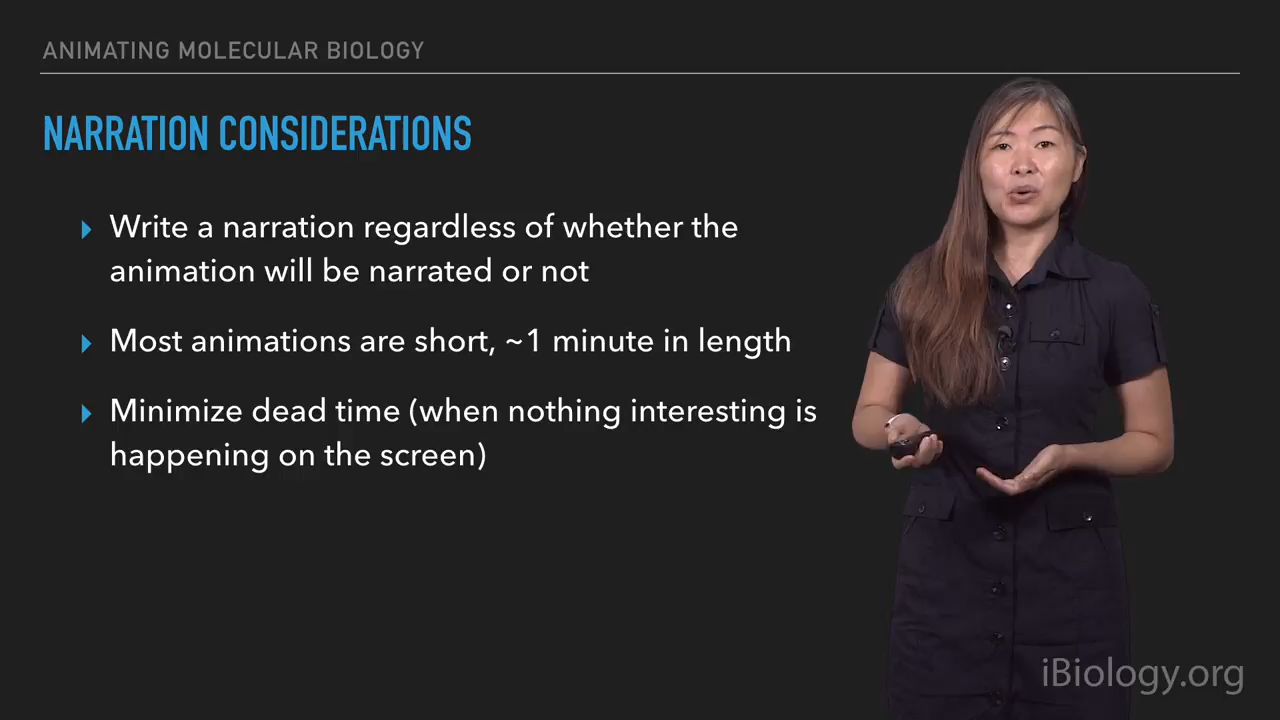 ANIMATING MOLECULAR BIOLOGY
NARRATION CONSIDERATIONS
Write a narration regardless of whether the
animation will be narrated or not
Most animations are short, ~1 minute in length
Minimize dead time (when nothing interesting is
happening on the screen)
iBiology.org